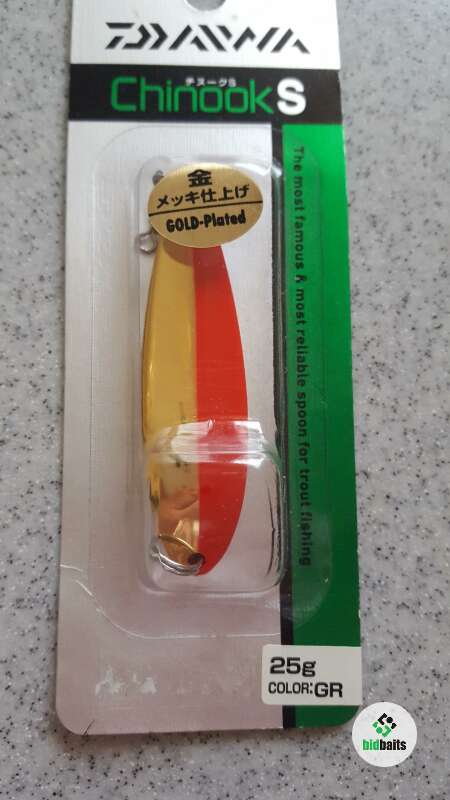 DAIWA
チヌークS
Chinook S
金
メッキ仕上げ
GOLD-Plated
The most famous & most reliable spoon for trout fishing
25g
COLOR:GR
bidbaits